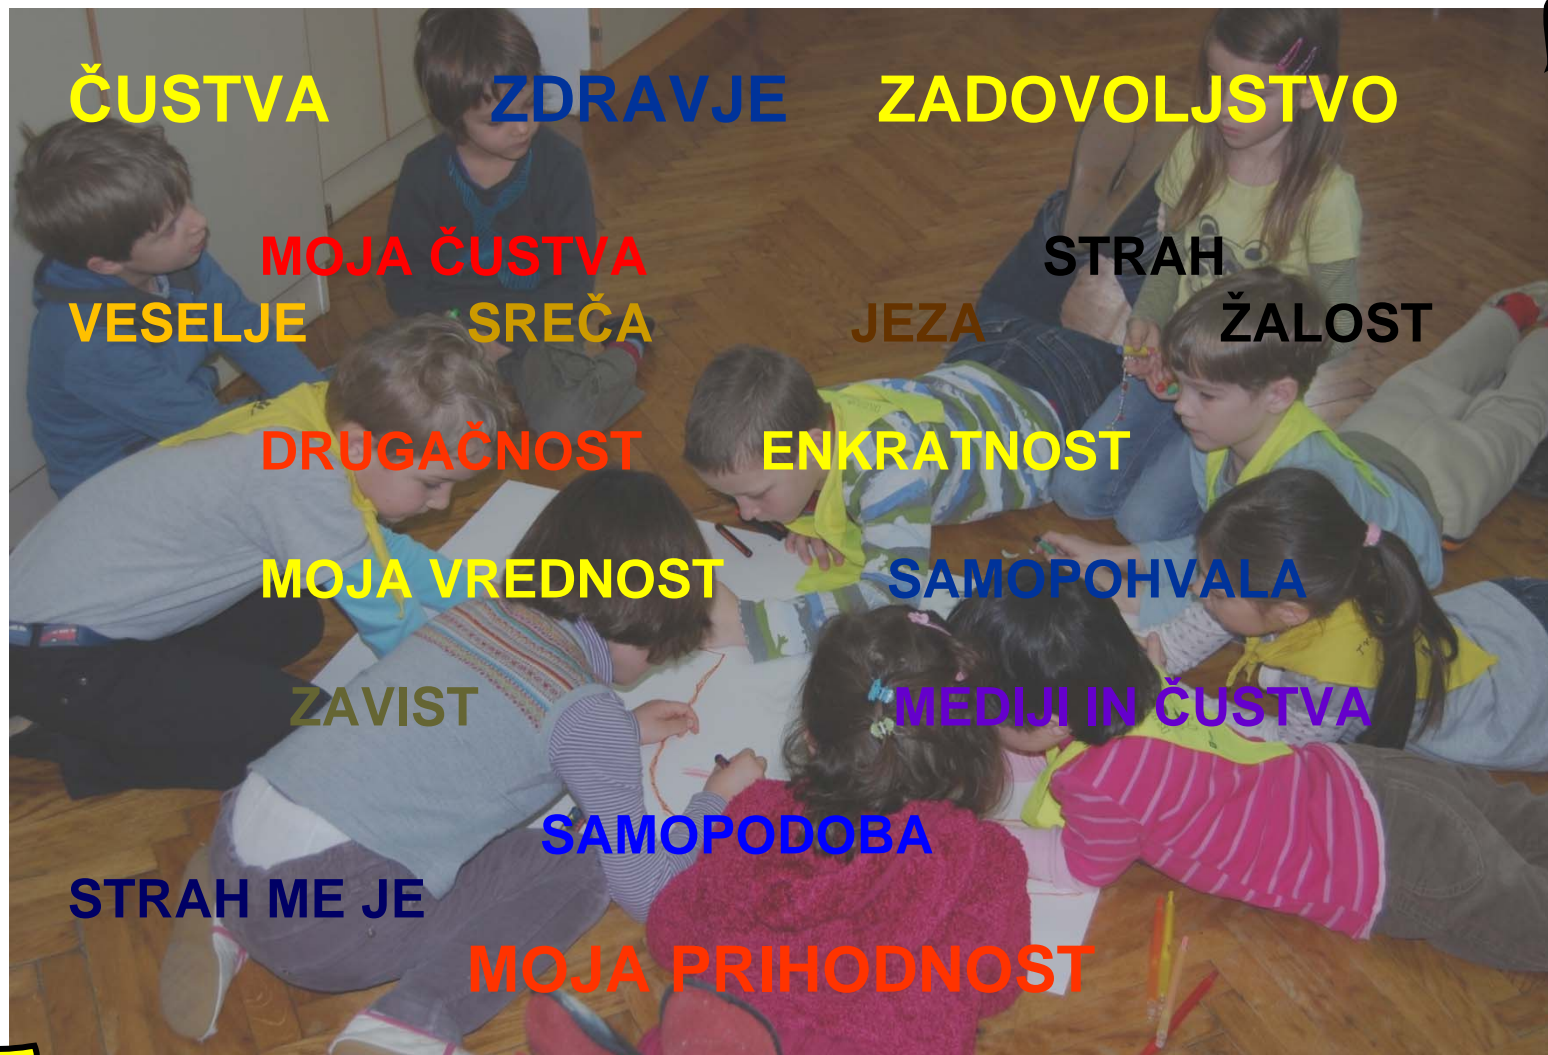 ČUSTVA ZDRAVJE ZADOVOLJSTVO
MOJA ČUSTVA STRAH
VESELJE SREČA JEZA ŽALOST
DRUGAČNOST ENKRATNOST
MOJA VREDNOST SAMOPOHVALA
ZAVIST MEDIJI IN ČUSTVA
SAMOPODOBA
STRAH ME JE
MOJA PRIHODNOST